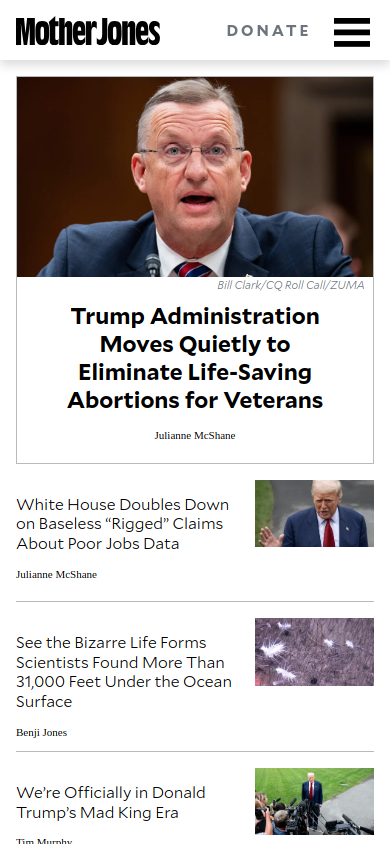 Mother Jones
DONATE
Bill Clark/CQ Roll Call/ZUMA
Trump Administration
Moves Quietly to
Eliminate Life-Saving
Abortions for Veterans
Julianne McShane
White House Doubles Down
on Baseless “Rigged” Claims
About Poor Jobs Data
Julianne McShane
See the Bizarre Life Forms
Scientists Found More Than
31,000 Feet Under the Ocean
Surface
Benji Jones
We’re Officially in Donald
Trump’s Mad King Era
Tim Murphy